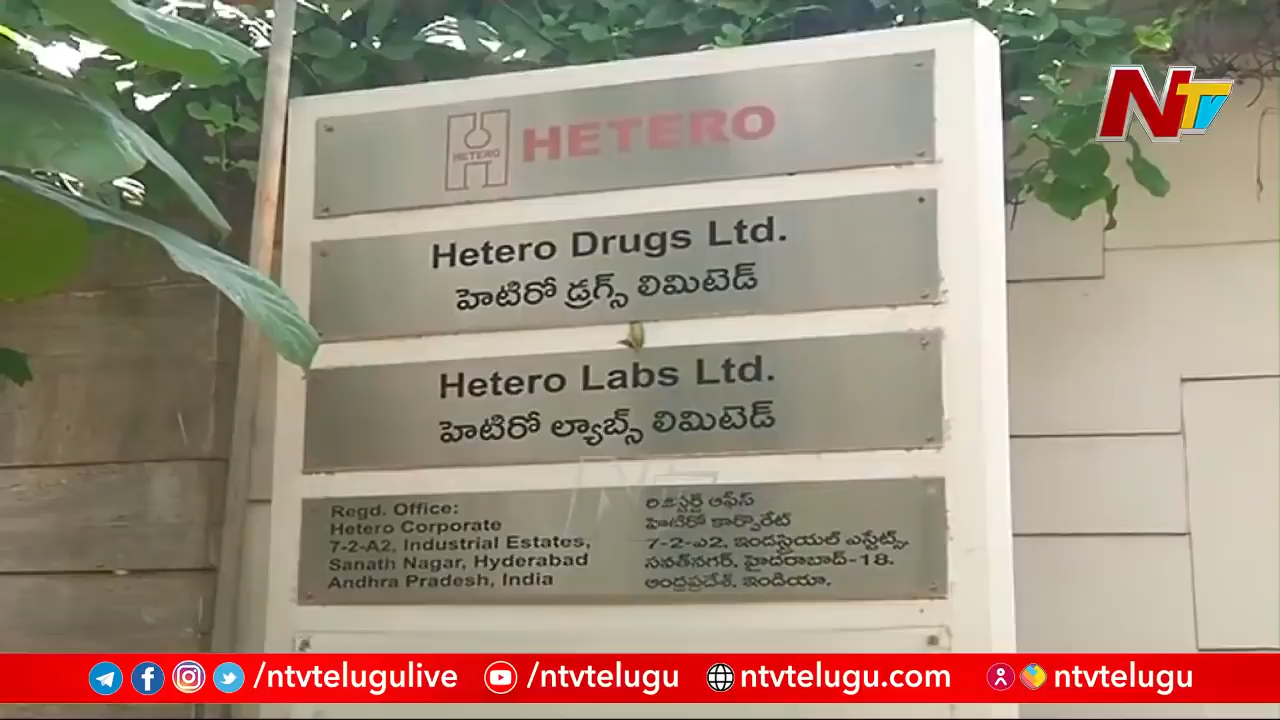 NTV
HETERO
HETERO
Hetero Drugs Ltd.
హెటిరో డ్రగ్స్ లిమిటెడ్
Hetero Labs Ltd.
హెటిరో ల్యాబ్స్ లిమిటెడ్
Regd. Office:
Hetero Corporate
7-2-A2, Industrial Estates,
Sanath Nagar, Hyderabad
Andhra Pradesh, India
రిజిస్టర్డ్ ఆఫీస్
హెటిరో కార్పొరేట్
7-2-ఎ2, ఇండస్ట్రియల్ ఎస్టేట్స్,
సనత్‌నగర్, హైదరాబాద్-18.
ఆంధ్రప్రదేశ్, ఇండియా.
/ntvtelugulive
/ntvtelugu
ntvtelugu.com
ntvtelugu